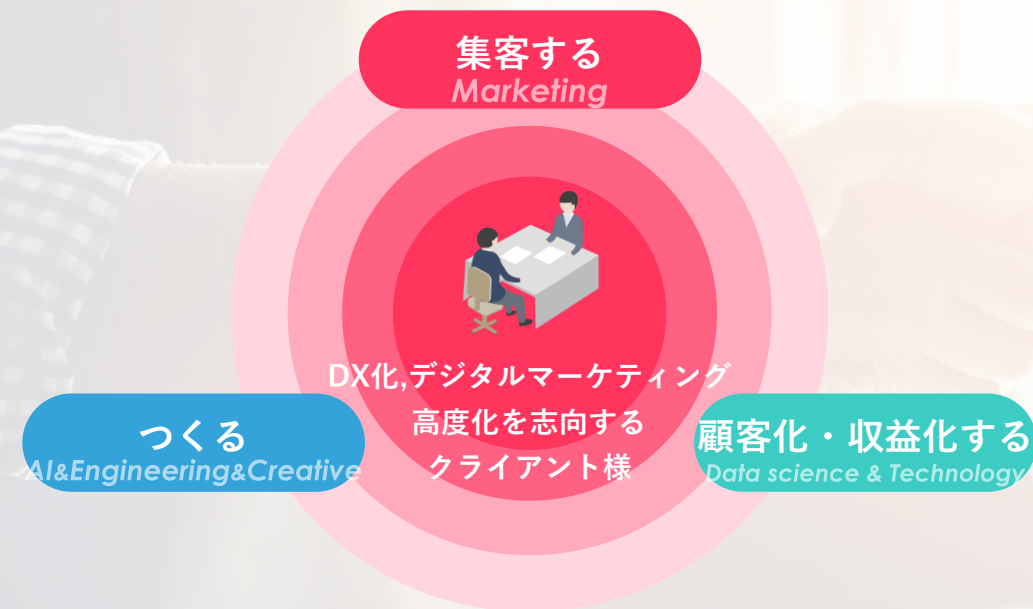 集客する
Marketing
DX化,デジタルマーケティング
高度化を志向する
クライアント様
つくる
AI&Engineering&Creative
顧客化・収益化する
Data science & Technology